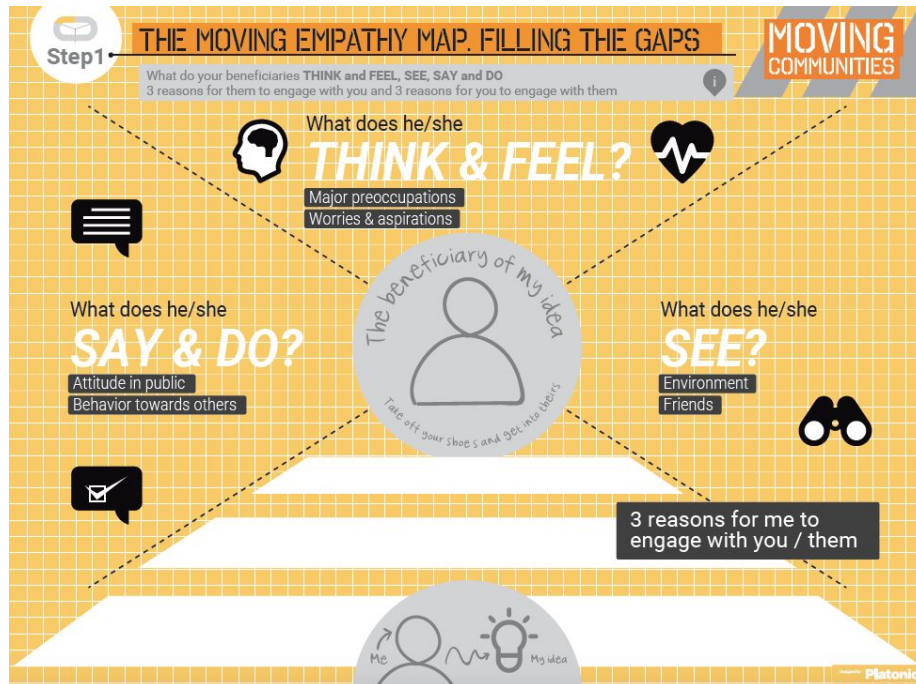 Step1
THE MOVING EMPATHY MAP. FILLING THE GAPS
MOVING
COMMUNITIES
What do your beneficiaries THINK and FEEL, SEE, SAY and DO
3 reasons for them to engage with you and 3 reasons for you to engage with them
i
What does he/she
THINK & FEEL?
Major preoccupations
Worries & aspirations
The beneficiary of my idea
Take off your shoes and get into theirs
What does he/she
SAY & DO?
Attitude in public
Behavior towards others
What does he/she
SEE?
Environment
Friends
3 reasons for me to
engage with you / them
Me
My idea
Platoniq